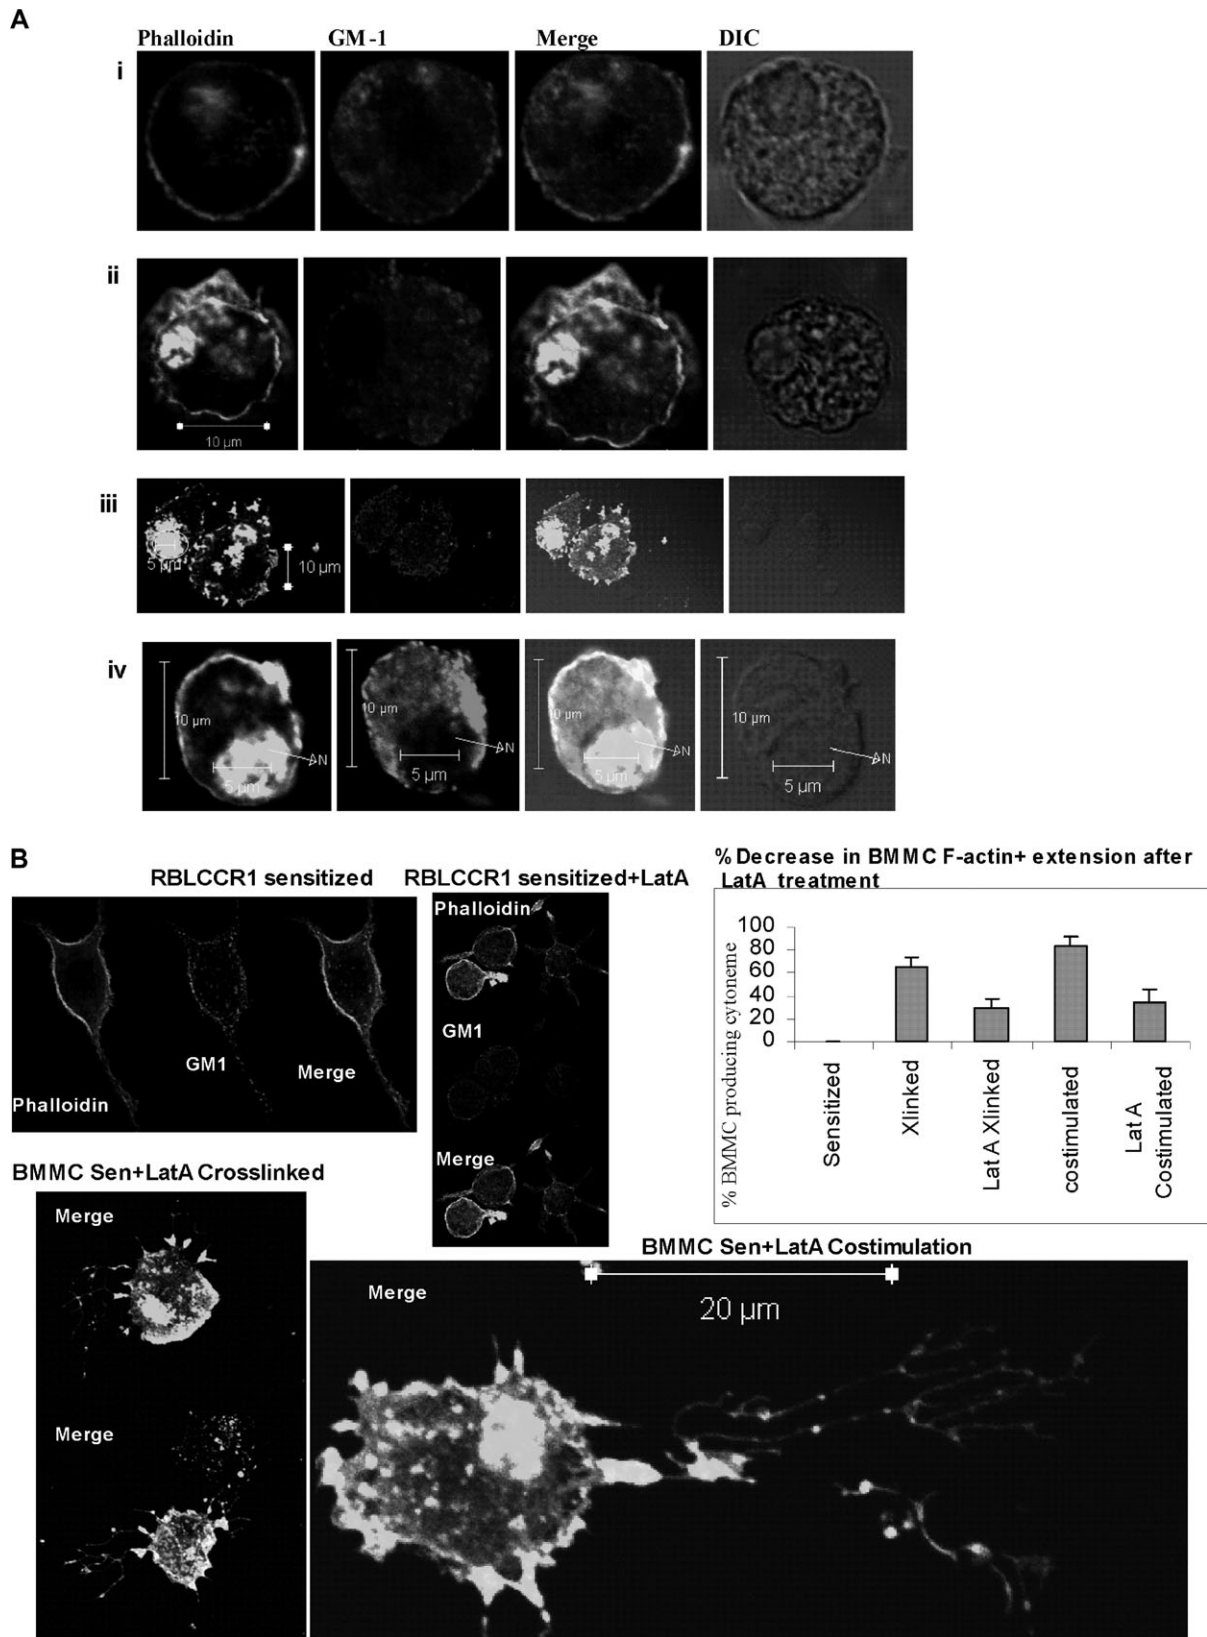 A
Phalloidin GM-1 Merge DIC
i
ii
10 µm
iii
5 µm
10 µm
iv
10 µm
5 µm
N
10 µm
5 µm
N
10 µm
5 µm
N
10 µm
5 µm
N
B
RBLCCR1 sensitized
Phalloidin
GM1
Merge
RBLCCR1 sensitized+LatA
Phalloidin
GM1
Merge
% Decrease in BMMC F-actin+ extension after
LatA treatment
% BMMC producing cytoneme
100
80
60
40
20
0
Sensitized
Xlinked
Lat A Xlinked
costimulated
Lat A
Costimulated
BMMC Sen+LatA Crosslinked
Merge
Merge
BMMC Sen+LatA Costimulation
Merge
20 µm